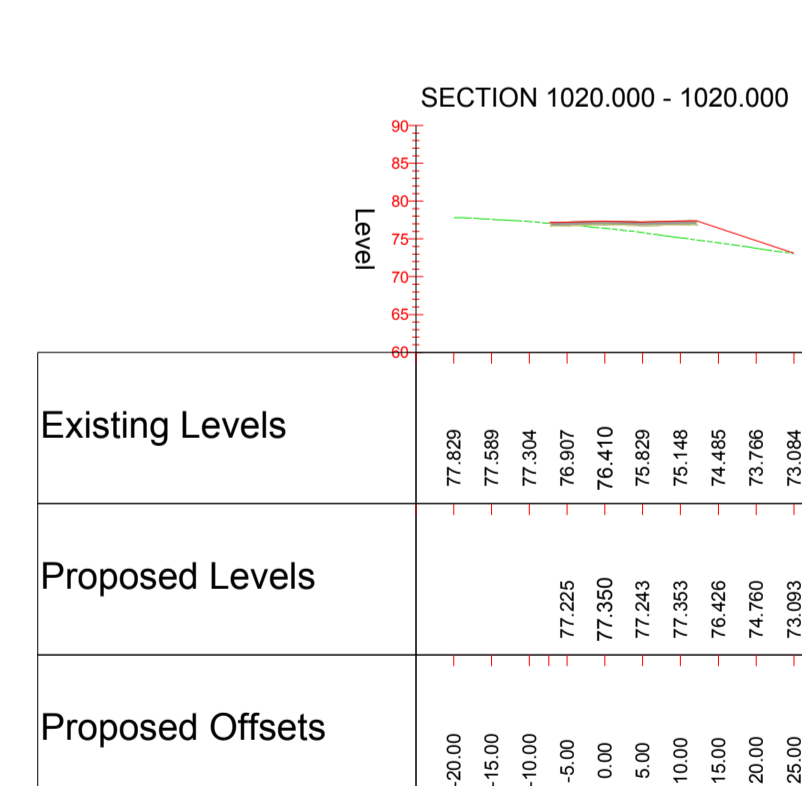 SECTION 1020.000 - 1020.000
Level
90
85
80
75
70
65
60
Existing Levels
77.829 77.589 77.304 76.907 76.410 75.829 75.148 74.485 73.766 73.084
Proposed Levels
77.225 77.350 77.243 77.353 76.426 74.760 73.093
Proposed Offsets
-20.00 -15.00 -10.00 -5.00 0.00 5.00 10.00 15.00 20.00 25.00